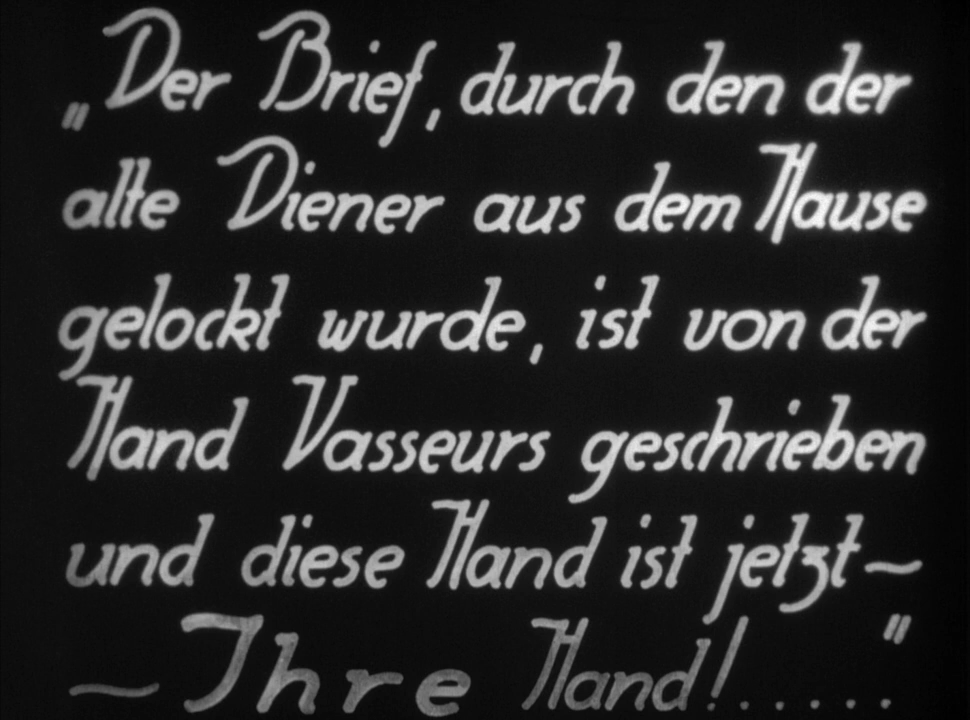 „Der Brief, durch den der
alte Diener aus dem Hause
gelockt wurde, ist von der
Hand Vasseurs geschrieben
und diese Hand ist jetzt —
— Ihre Hand!......"